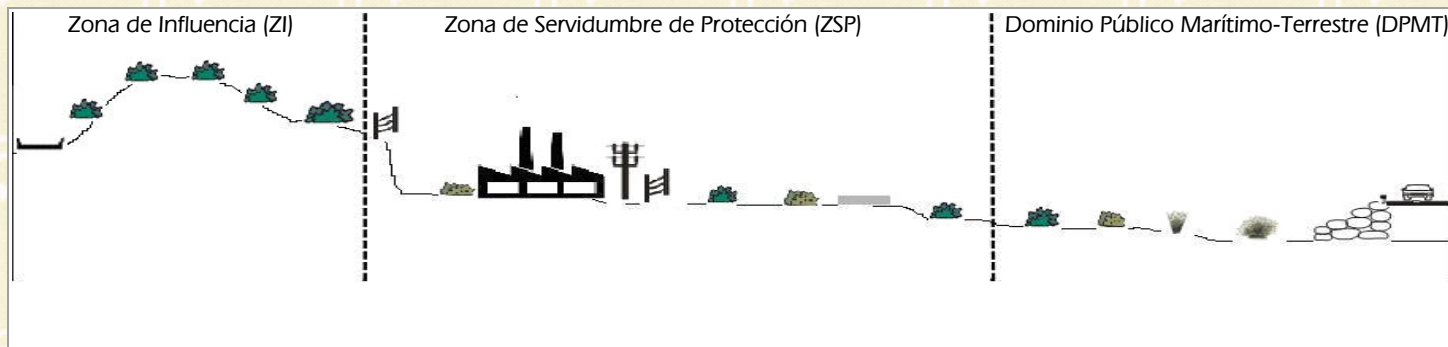 Zona de Influencia (ZI)
Zona de Servidumbre de Protección (ZSP)
Dominio Público Marítimo-Terrestre (DPMT)